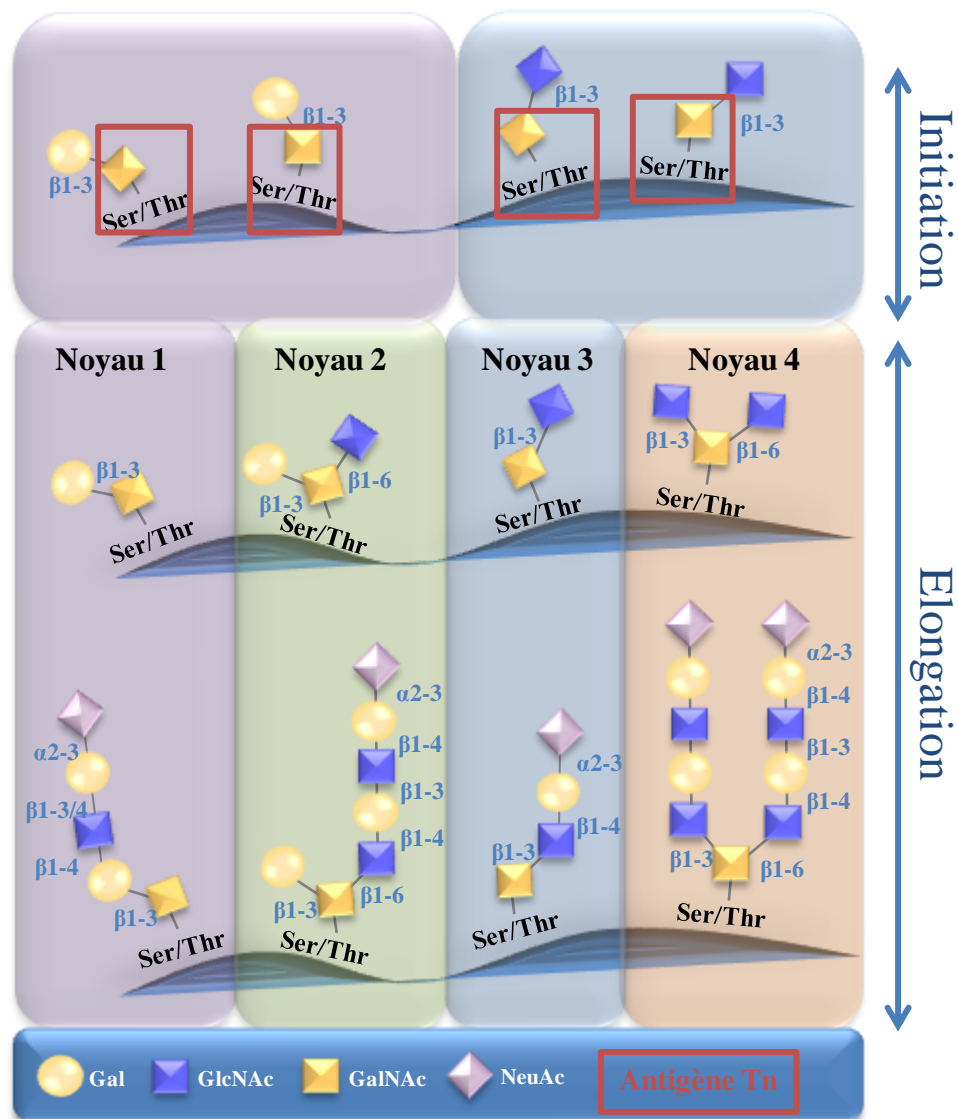 β1-3
β1-3
β1-3
β1-3
Ser/Thr
Ser/Thr
Ser/Thr
Ser/Thr
Initiation
Noyau 1
Noyau 2
Noyau 3
Noyau 4
β1-3
β1-3
β1-6
β1-3
β1-3
β1-6
Ser/Thr
Ser/Thr
Ser/Thr
Ser/Thr
Elongation
α2-3
β1-3/4
β1-4
β1-3
Ser/Thr
α2-3
β1-4
β1-3
β1-4
β1-6
β1-3
Ser/Thr
α2-3
β1-4
β1-3
Ser/Thr
α2-3
β1-4
β1-3
β1-4
β1-3
β1-6
Ser/Thr
Gal
GlcNAc
GalNAc
NeuAc
Antigène Tn